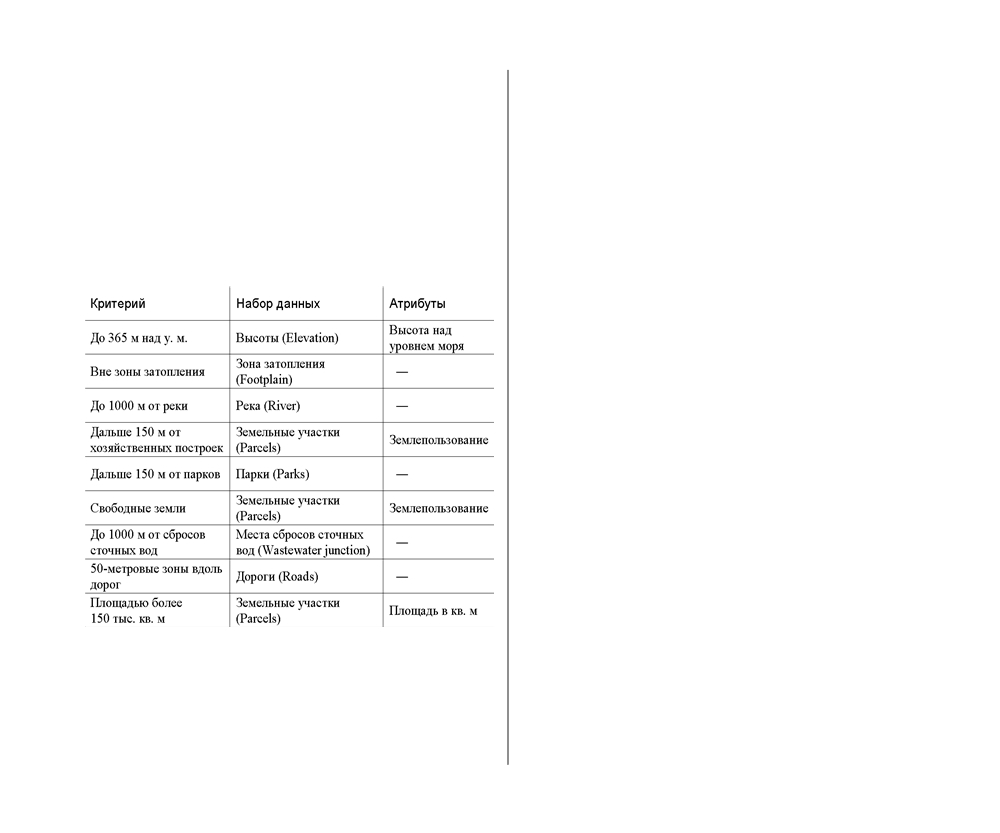 Критерий
Набор данных
Атрибуты
До 365 м над у. м.
Высоты (Elevation)
Высота над
уровнем моря
Вне зоны затопления
Зона затопления
(Footplain)
—
До 1000 м от реки
Река (River)
—
Дальше 150 м от
хозяйственных построек
Земельные участки
(Parcels)
Землепользование
Дальше 150 м от парков
Парки (Parks)
—
Свободные земли
Земельные участки
(Parcels)
Землепользование
До 1000 м от сбросов
сточных вод
Места сбросов сточных
вод (Wastewater junction)
—
50-метровые зоны вдоль
дорог
Дороги (Roads)
—
Площадью более
150 тыс. кв. м
Земельные участки
(Parcels)
Площадь в кв. м